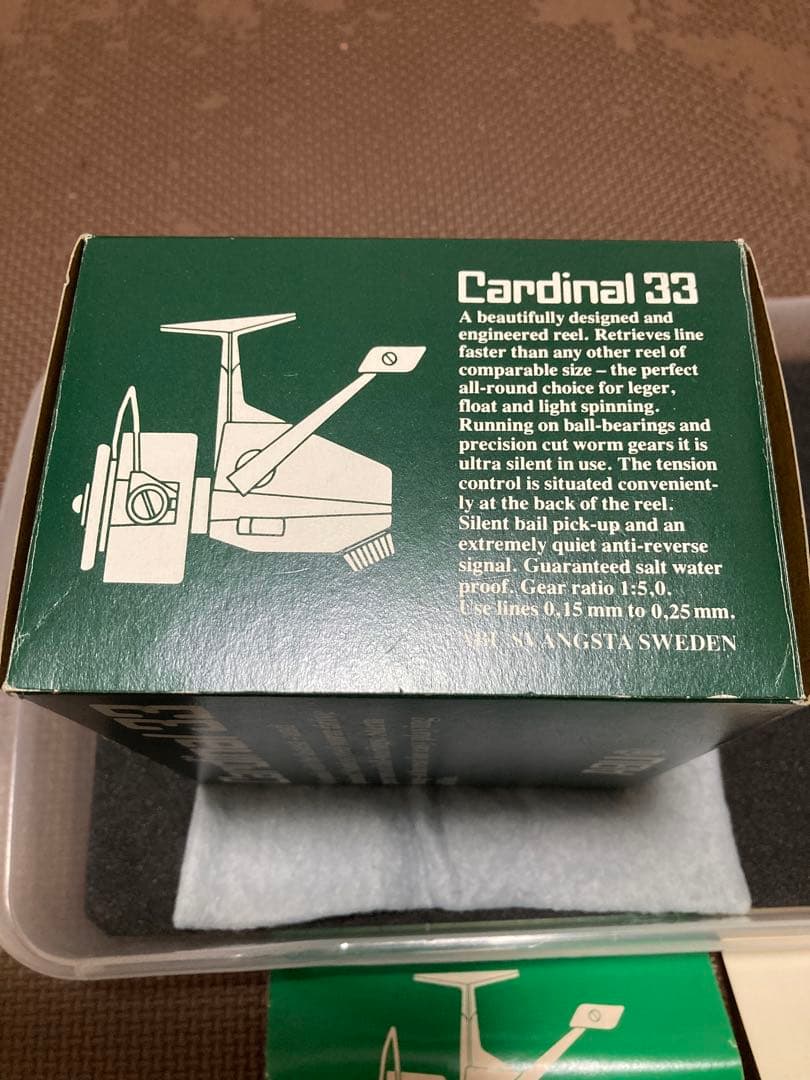 Cardinal 33
A beautifully designed and
engineered reel. Retrieves line
faster than any other reel of
comparable size – the perfect
all-round choice for leger,
float and light spinning.
Running on ball-bearings and
precision cut worm gears it is
ultra silent in use. The tension
control is situated convenient-
ly at the back of the reel.
Silent bail pick-up and an
extremely quiet anti-reverse
signal. Guaranteed salt water
proof. Gear ratio 1:5,0.
Use lines 0,15 mm to 0,25 mm.
ABU SVANGSTA SWEDEN